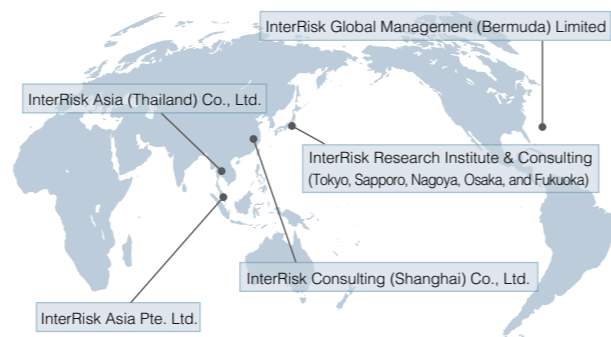 InterRisk Global Management (Bermuda) Limited
InterRisk Asia (Thailand) Co., Ltd.
InterRisk Research Institute & Consulting
(Tokyo, Sapporo, Nagoya, Osaka, and Fukuoka)
InterRisk Consulting (Shanghai) Co., Ltd.
InterRisk Asia Pte. Ltd.